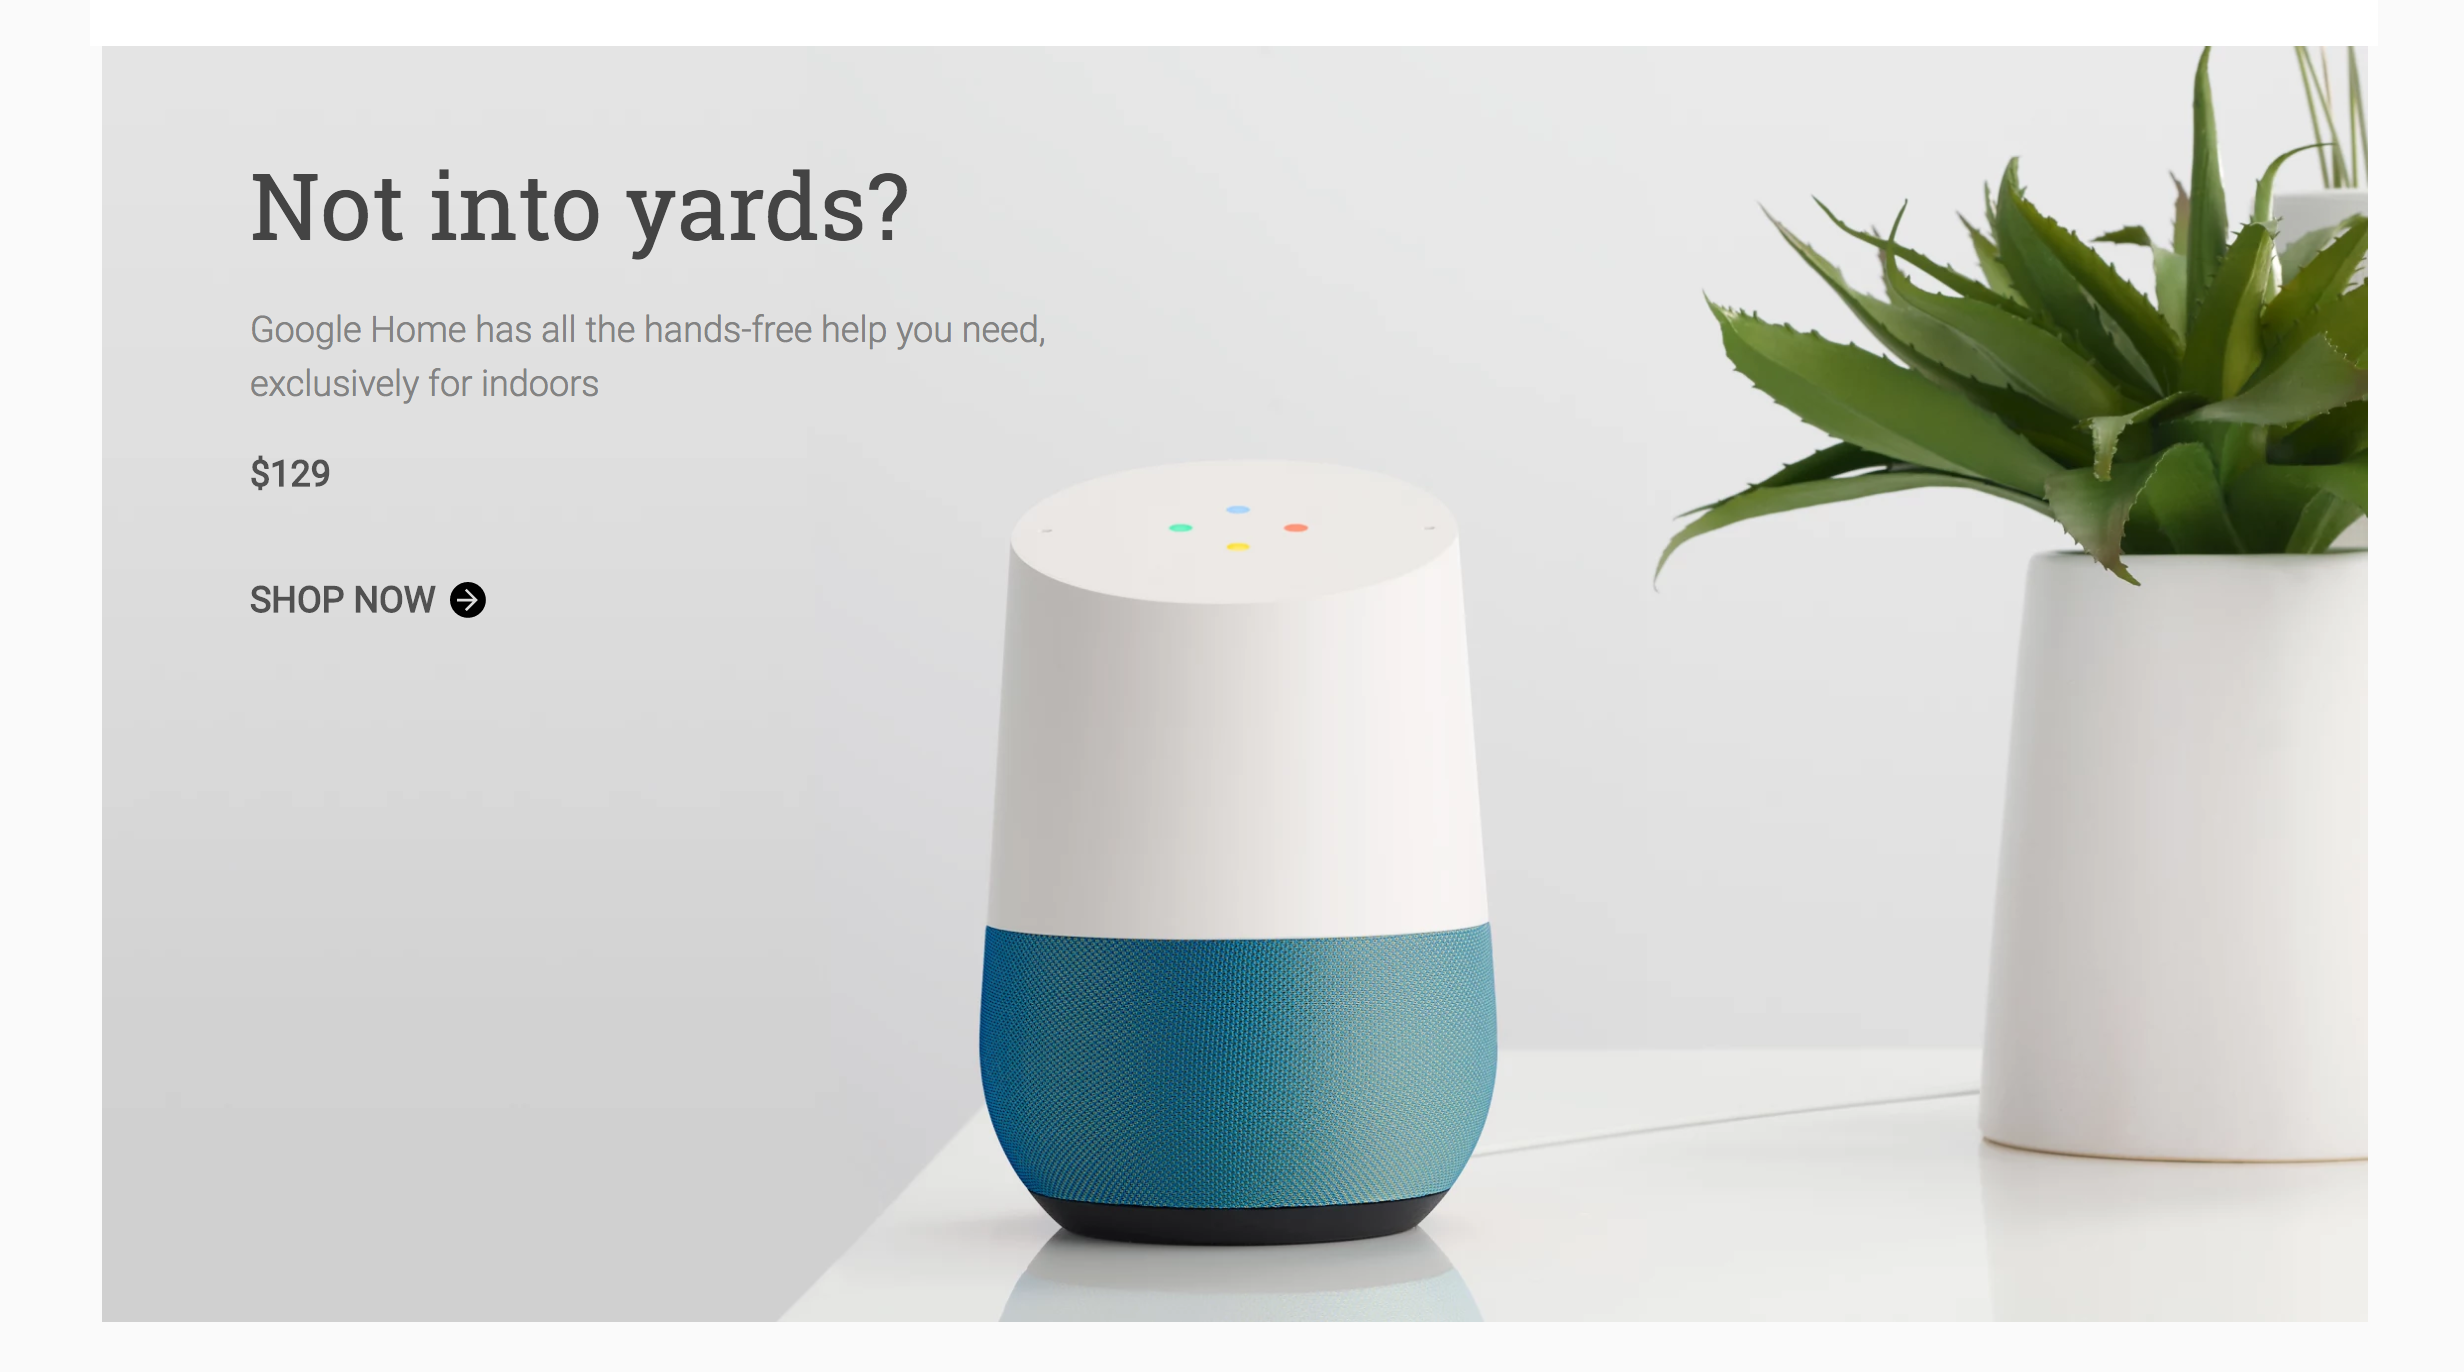 Not into yards?
Google Home has all the hands-free help you need,
exclusively for indoors
$129
SHOP NOW